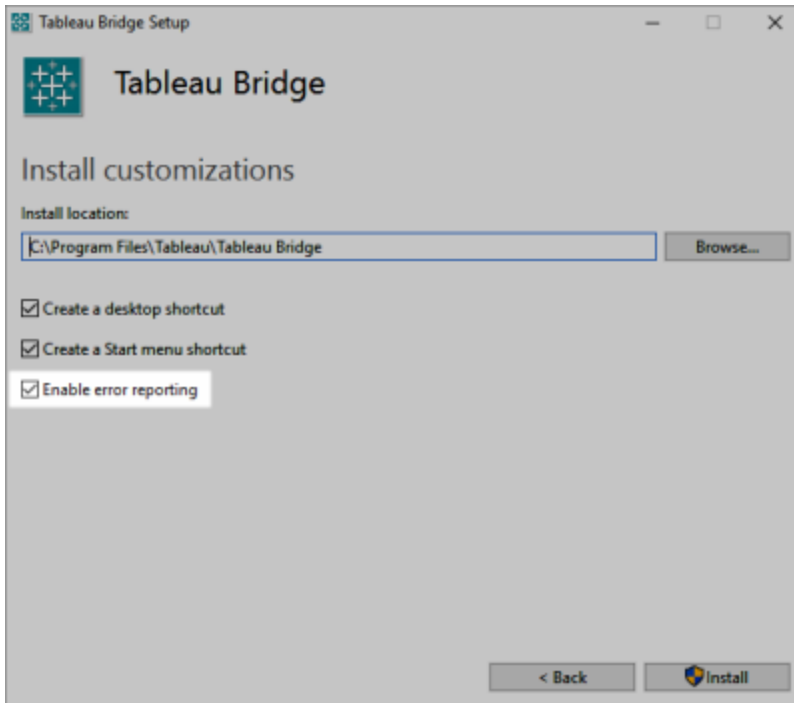 Tableau Bridge Setup
Tableau Bridge
Install customizations
Install location:
C:\Program Files\Tableau\Tableau Bridge
Browse...
Create a desktop shortcut
Create a Start menu shortcut
Enable error reporting
< Back
Install